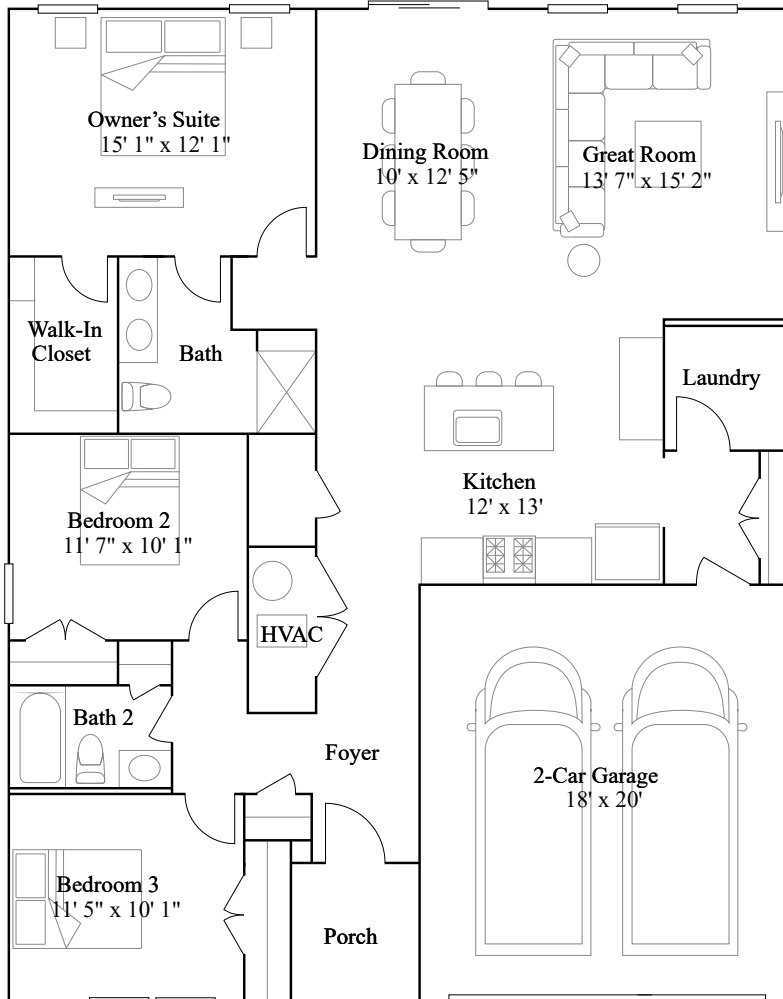 Owner’s Suite
15' 1" x 12' 1"
Dining Room
10' x 12' 5"
Great Room
13' 7" x 15' 2"
Walk-In
Closet
Bath
Laundry
Kitchen
12' x 13'
Bedroom 2
11' 7" x 10' 1"
HVAC
Bath 2
Foyer
2-Car Garage
18' x 20'
Bedroom 3
11' 5" x 10' 1"
Porch